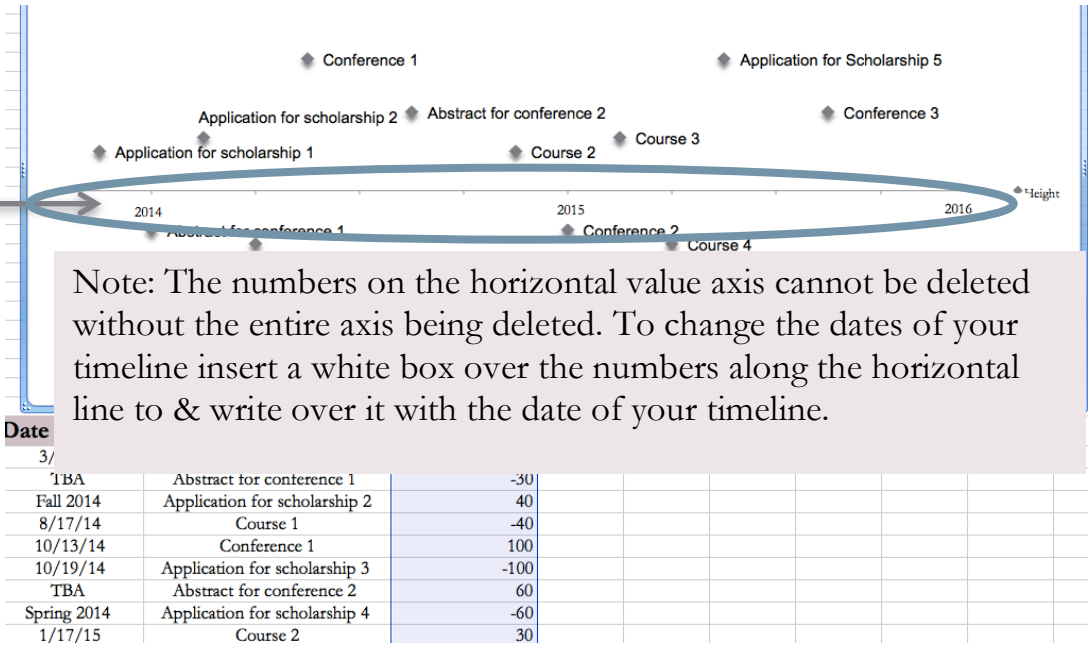 Conference 1
Application for Scholarship 5
Application for scholarship 2
Abstract for conference 2
Conference 3
Course 3
Application for scholarship 1
Course 2
Height
2014
2015
2016
Abstract for conference 1
Conference 2
Course 4
Note: The numbers on the horizontal value axis cannot be deleted
without the entire axis being deleted. To change the dates of your
timeline insert a white box over the numbers along the horizontal
line to & write over it with the date of your timeline.
Date
3/
TBA Abstract for conference 1 -30
Fall 2014 Application for scholarship 2 40
8/17/14 Course 1 -40
10/13/14 Conference 1 100
10/19/14 Application for scholarship 3 -100
TBA Abstract for conference 2 60
Spring 2014 Application for scholarship 4 -60
1/17/15 Course 2 30